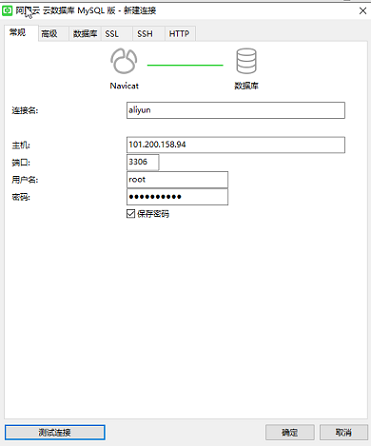 阿里云 云数据库 MySQL 版 - 新建连接
常规 高级 数据库 SSL SSH HTTP
Navicat 数据库
连接名: aliyun
主机: 101.200.158.94
端口: 3306
用户名: root
密码: ●●●●●●●●●●
保存密码
测试连接 确定 取消